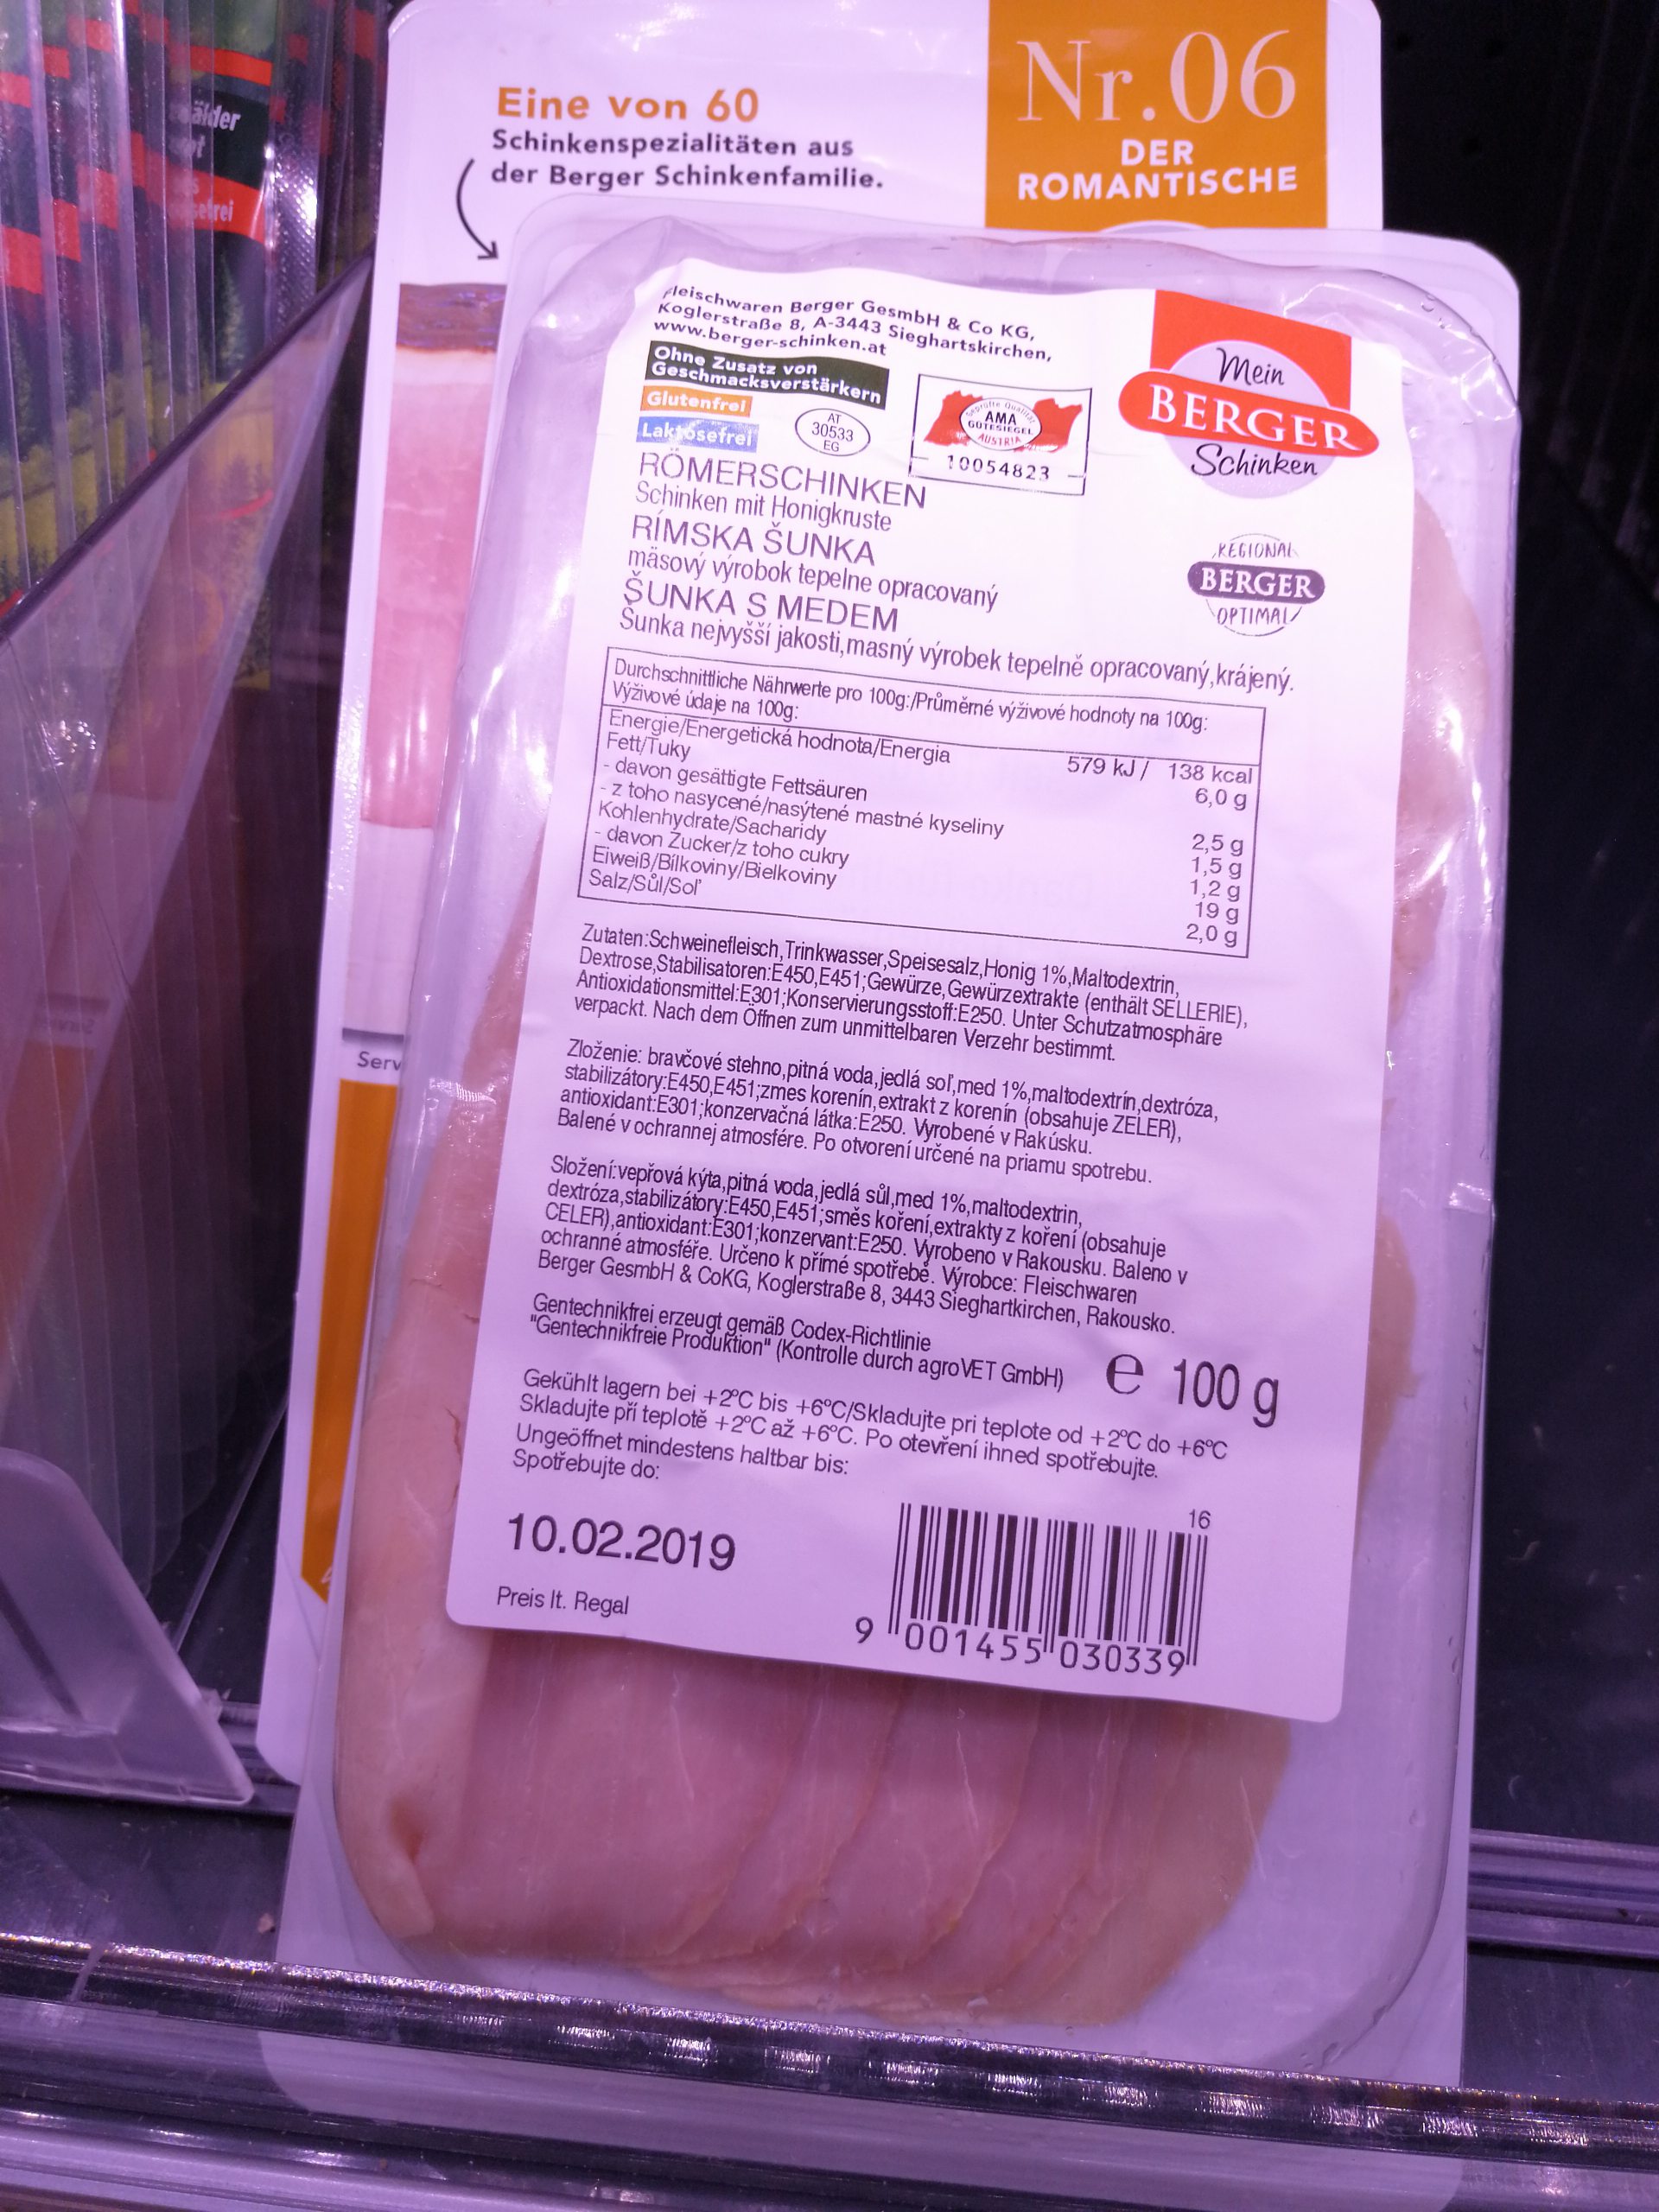 älder
Eine von 60
Schinkenspezialitäten aus
der Berger Schinkenfamilie.
Nr.06
DER
ROMANTISCHE
Fleischwaren Berger GesmbH & Co KG,
Koglerstraße 8, A-3443 Sieghartskirchen,
www.berger-schinken.at
Ohne Zusatz von
Geschmacksverstärkern
Glutenfrei
Laktosefrei
AT
30533
EG
Geprüfte Qualität
AMA
GÜTESIEGEL
AUSTRIA
10054823
Mein
BERGER
Schinken
RÖMERSCHINKEN
Schinken mit Honigkruste
RÍMSKA ŠUNKA
mäsový výrobok tepelne opracovaný
ŠUNKA S MEDEM
Šunka nejvyšší jakosti,masný výrobek tepelně opracovaný,krájený.
REGIONAL
BERGER
OPTIMAL
Durchschnittliche Nährwerte pro 100g:/Průměrné výživové hodnoty na 100g:
Výživové údaje na 100g:
Energie/Energetická hodnota/Energia 579 kJ / 138 kcal
Fett/Tuky 6,0 g
- davon gesättigte Fettsäuren
- z toho nasycené/nasýtené mastné kyseliny 2,5 g
Kohlenhydrate/Sacharidy 1,5 g
- davon Zucker/z toho cukry 1,2 g
Eiweiß/Bílkoviny/Bielkoviny 19 g
Salz/Sůl/Soľ 2,0 g
Zutaten:Schweinefleisch,Trinkwasser,Speisesalz,Honig 1%,Maltodextrin,
Dextrose,Stabilisatoren:E450,E451;Gewürze,Gewürzextrakte (enthält SELLERIE),
Antioxidationsmittel:E301;Konservierungsstoff:E250. Unter Schutzatmosphäre
verpackt. Nach dem Öffnen zum unmittelbaren Verzehr bestimmt.
Zloženie: bravčové stehno,pitná voda,jedlá soľ,med 1%,maltodextrín,dextróza,
stabilizátory:E450,E451;zmes korenín,extrakt z korenín (obsahuje ZELER),
antioxidant:E301;konzervačná látka:E250. Vyrobené v Rakúsku.
Balené v ochrannej atmosfére. Po otvorení určené na priamu spotrebu.
Složení:vepřová kýta,pitná voda,jedlá sůl,med 1%,maltodextrin,
dextróza,stabilizátory:E450,E451;směs koření,extrakty z koření (obsahuje
CELER),antioxidant:E301;konzervant:E250. Vyrobeno v Rakousku. Baleno v
ochranné atmosféře. Určeno k přímé spotřebě. Výrobce: Fleischwaren
Berger GesmbH & CoKG, Koglerstraße 8, 3443 Sieghartkirchen, Rakousko.
Gentechnikfrei erzeugt gemäß Codex-Richtlinie
"Gentechnikfreie Produktion" (Kontrolle durch agroVET GmbH)
e 100 g
Gekühlt lagern bei +2°C bis +6°C/Skladujte pri teplote od +2°C do +6°C
Skladujte při teplotě +2°C až +6°C. Po otevření ihned spotřebujte.
Ungeöffnet mindestens haltbar bis:
Spotřebujte do:
10.02.2019
Preis lt. Regal
16
9 001455 030339
Serv